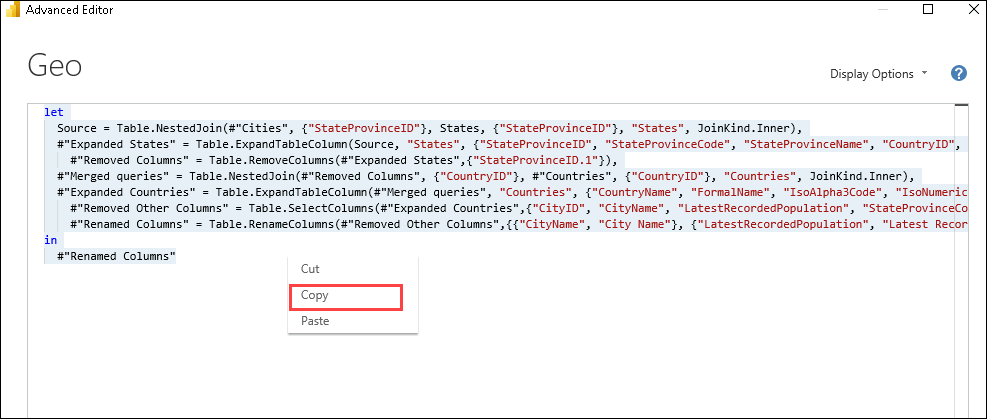 Advanced Editor
Geo
Display Options
?
let
Source = Table.NestedJoin(#"Cities", {"StateProvinceID"}, States, {"StateProvinceID"}, "States", JoinKind.Inner),
#"Expanded States" = Table.ExpandTableColumn(Source, "States", {"StateProvinceID", "StateProvinceCode", "StateProvinceName", "CountryID",
#"Removed Columns" = Table.RemoveColumns(#"Expanded States",{"StateProvinceID.1"}),
#"Merged queries" = Table.NestedJoin(#"Removed Columns", {"CountryID"}, #"Countries", {"CountryID"}, "Countries", JoinKind.Inner),
#"Expanded Countries" = Table.ExpandTableColumn(#"Merged queries", "Countries", {"CountryName", "FormalName", "IsoAlpha3Code", "IsoNumeric
#"Removed Other Columns" = Table.SelectColumns(#"Expanded Countries",{"CityID", "CityName", "LatestRecordedPopulation", "StateProvinceCo
#"Renamed Columns" = Table.RenameColumns(#"Removed Other Columns",{{"CityName", "City Name"}, {"LatestRecordedPopulation", "Latest Recor
in
#"Renamed Columns"
Cut
Copy
Paste